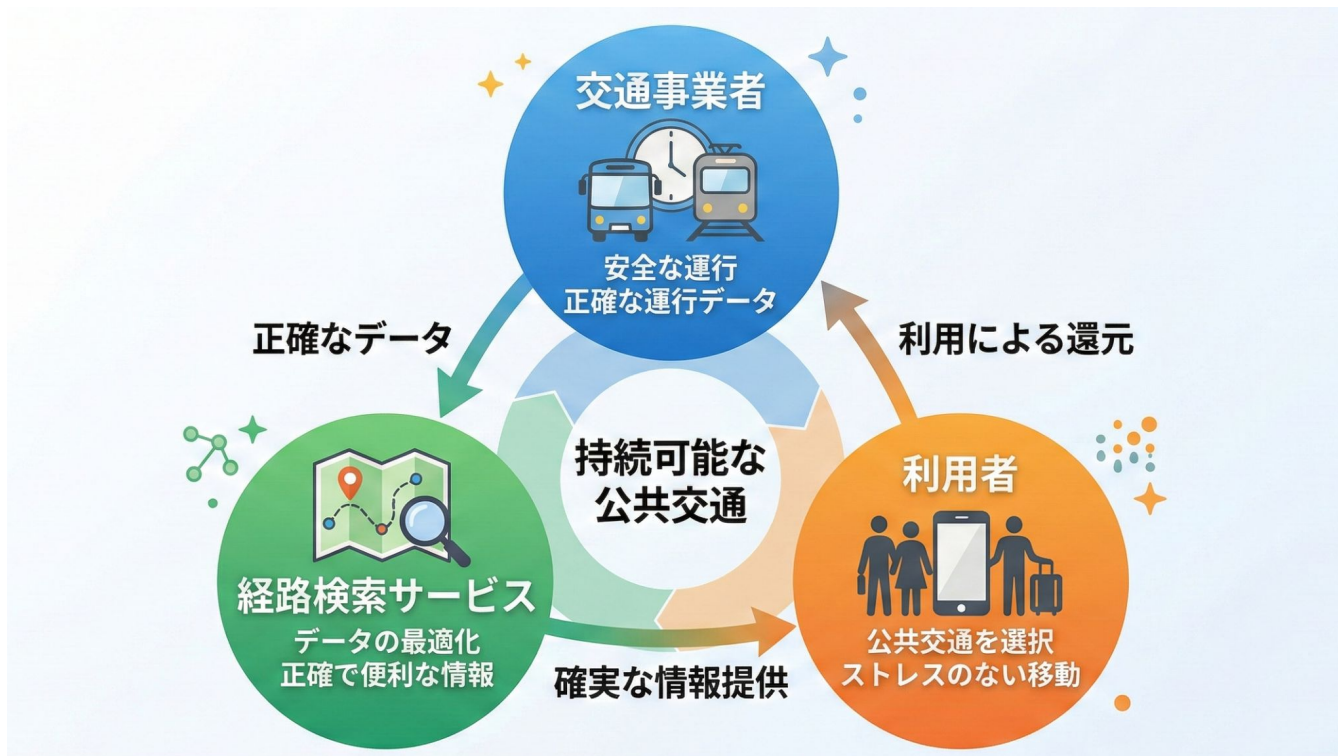 交通事業者
安全な運行
正確な運行データ
正確なデータ
利用による還元
持続可能な
公共交通
利用者
経路検索サービス
データの最適化
正確で便利な情報
公共交通を選択
ストレスのない移動
確実な情報提供